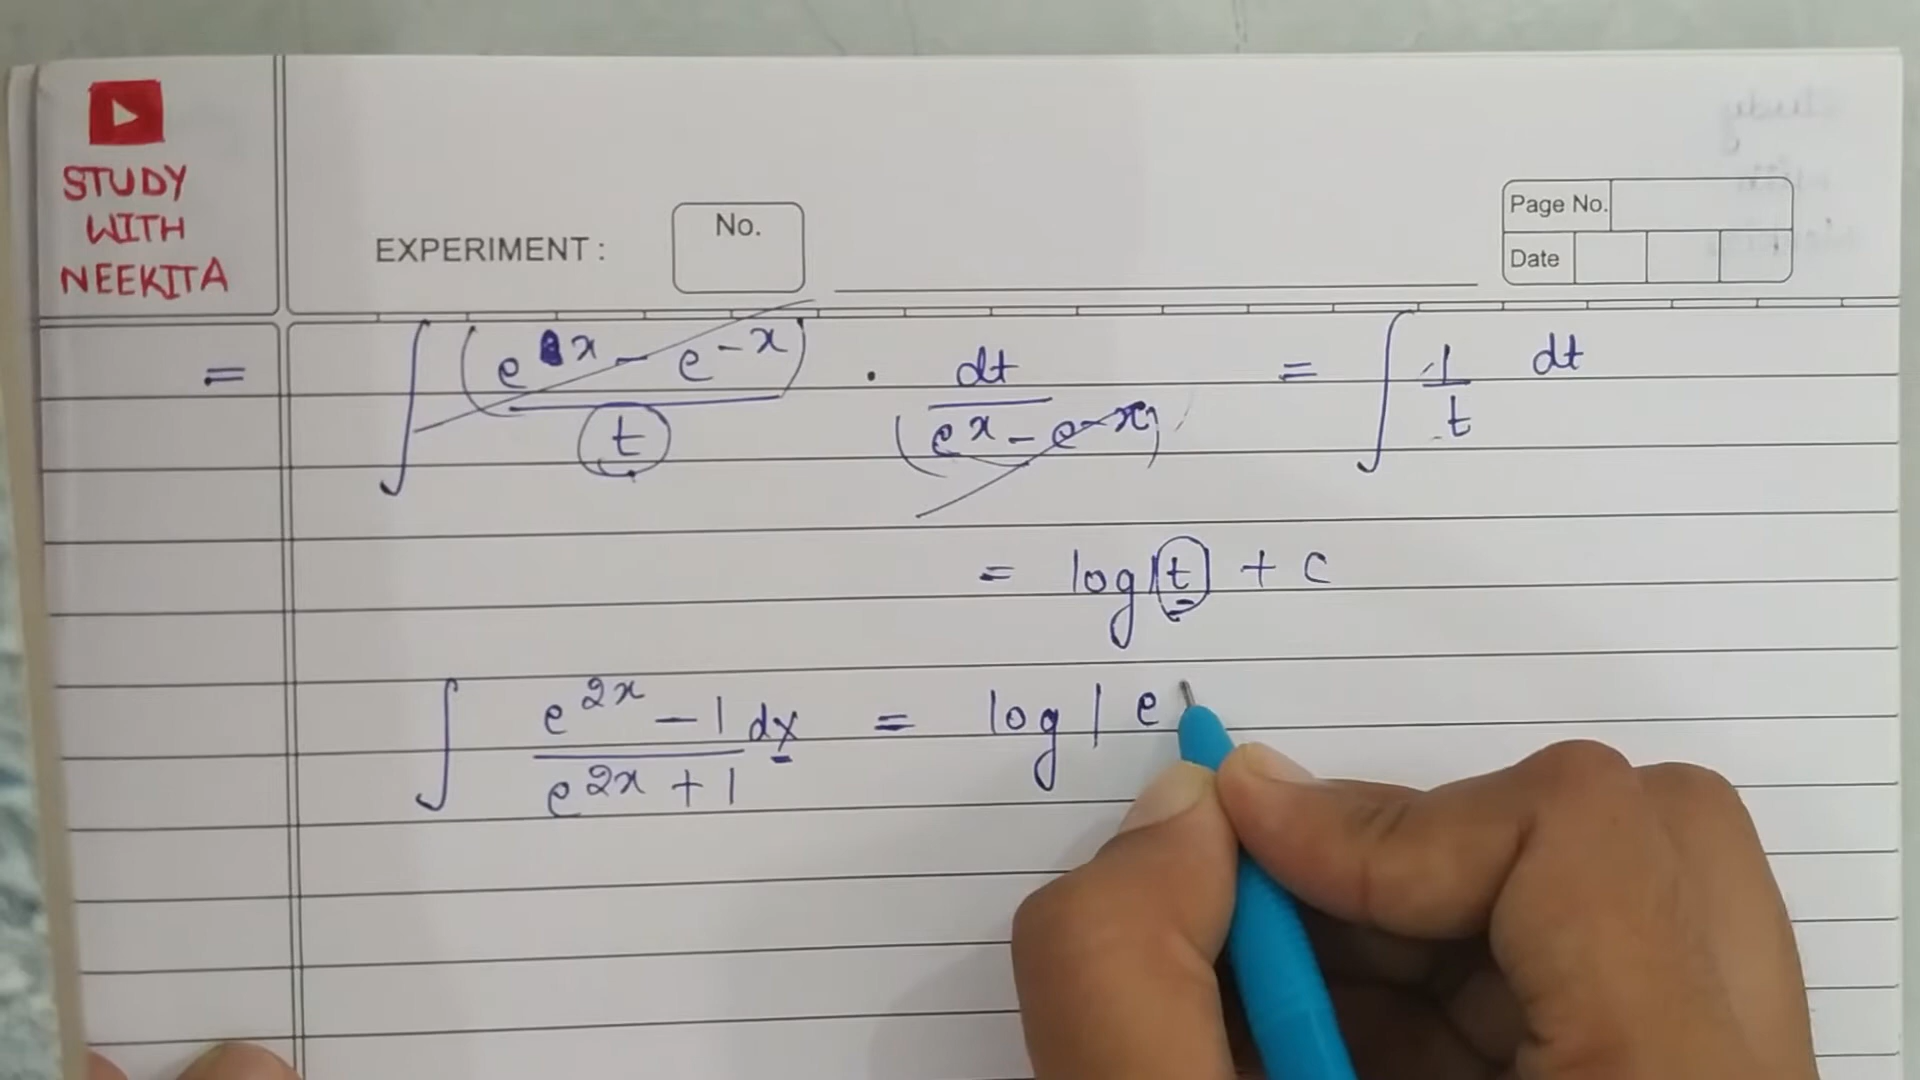 STUDY
WITH
NEEKITA
EXPERIMENT :
No.
Page No.
Date
= ∫ (e^x - e^-x) / t . dt / (e^x - e^-x) = ∫ 1/t dt
= log |t| + c
∫ (e^2x - 1) / (e^2x + 1) dx = log | e